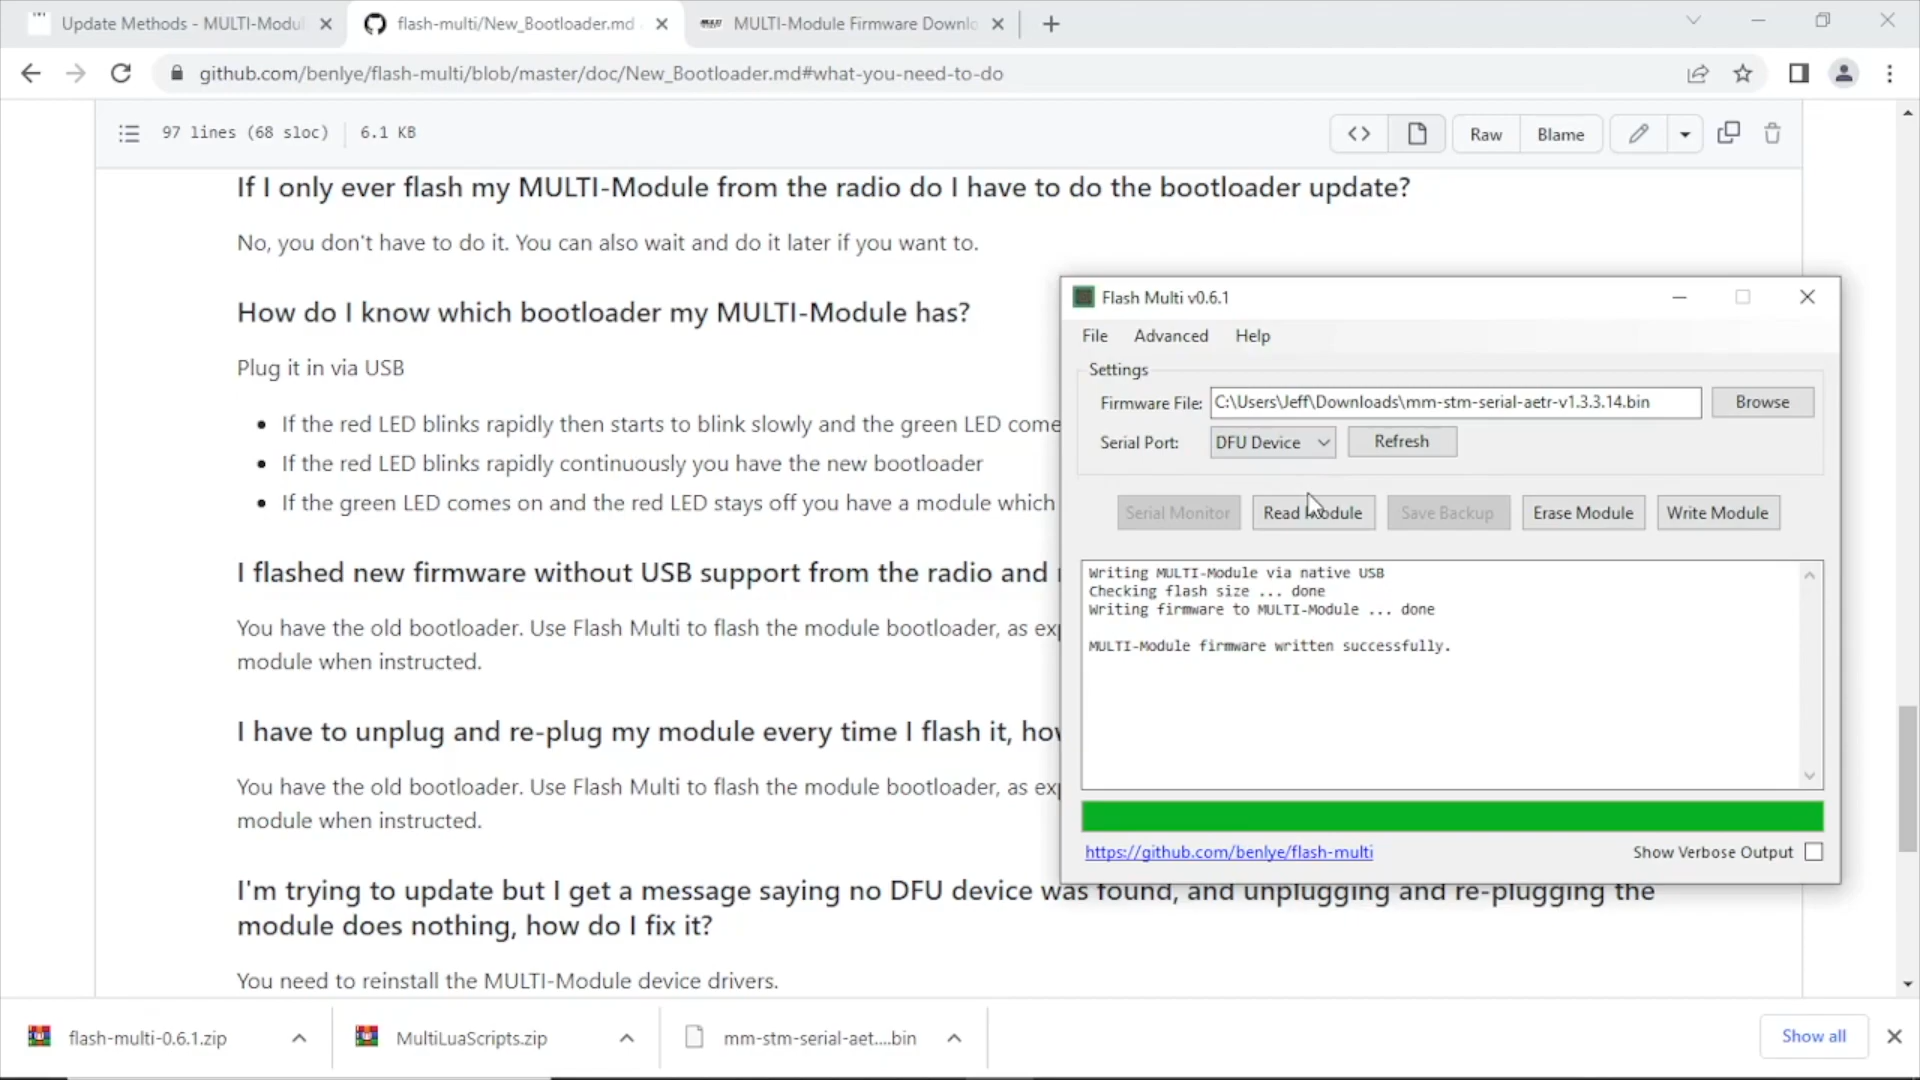 Update Methods - MULTI-Modul
flash-multi/New_Bootloader.md
MULTI-Module Firmware Downlo
github.com/benlye/flash-multi/blob/master/doc/New_Bootloader.md#what-you-need-to-do
97 lines (68 sloc) 6.1 KB
Raw Blame
If I only ever flash my MULTI-Module from the radio do I have to do the bootloader update?
No, you don't have to do it. You can also wait and do it later if you want to.
How do I know which bootloader my MULTI-Module has?
Plug it in via USB
If the red LED blinks rapidly then starts to blink slowly and the green LED come
If the red LED blinks rapidly continuously you have the new bootloader
If the green LED comes on and the red LED stays off you have a module which
I flashed new firmware without USB support from the radio and
You have the old bootloader. Use Flash Multi to flash the module bootloader, as exp
module when instructed.
I have to unplug and re-plug my module every time I flash it, how
You have the old bootloader. Use Flash Multi to flash the module bootloader, as exp
module when instructed.
I'm trying to update but I get a message saying no DFU device was found, and unplugging and re-plugging the
module does nothing, how do I fix it?
You need to reinstall the MULTI-Module device drivers.
Flash Multi v0.6.1
File Advanced Help
Settings
Firmware File: C:\Users\Jeff\Downloads\mm-stm-serial-aetr-v1.3.3.14.bin Browse
Serial Port: DFU Device Refresh
Serial Monitor Read Module Save Backup Erase Module Write Module
Writing MULTI-Module via native USB
Checking flash size ... done
Writing firmware to MULTI-Module ... done
MULTI-Module firmware written successfully.
https://github.com/benlye/flash-multi Show Verbose Output
flash-multi-0.6.1.zip
MultiLuaScripts.zip
mm-stm-serial-aet....bin
Show all